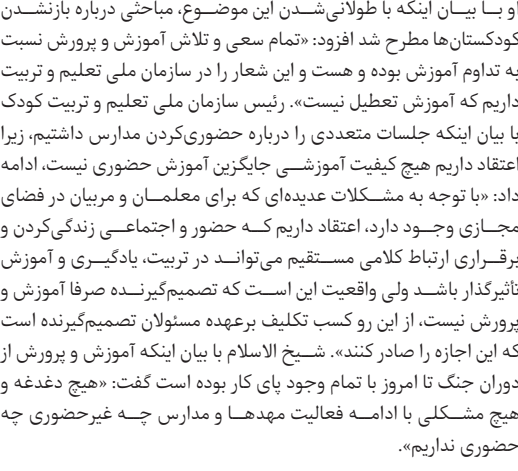 او بـا بیـان اینکه با طولانی‌شـدن این موضـوع، مباحثی درباره بازنشـدن
کودکستان‌ها مطرح شد افزود: «تمام سعی و تلاش آموزش و پرورش نسبت
به تداوم آموزش بوده و هست و این شعار را در سازمان ملی تعلیم و تربیت
داریم که آموزش تعطیل نیست». رئیس سازمان ملی تعلیم و تربیت کودک
با بیان اینکه جلسات متعددی را درباره حضوری‌کردن مدارس داشتیم، زیرا
اعتقاد داریم هیچ کیفیت آموزشـی جایگزین آموزش حضوری نیست، ادامه
داد: «با توجه به مشـکلات عدیده‌ای که برای معلمـان و مربیان در فضای
مجـازی وجـود دارد، اعتقاد داریم کـه حضور و اجتماعـی زندگی‌کردن و
برقـراری ارتباط کلامی مسـتقیم می‌توانـد در تربیت، یادگیـری و آموزش
تأثیرگذار باشـد ولی واقعیت این اسـت که تصمیم‌گیرنـده صرفا آموزش و
پرورش نیست، از این رو کسب تکلیف برعهده مسئولان تصمیم‌گیرنده است
که این اجازه را صادر کنند». شـیخ الاسلام با بیان اینکه آموزش و پرورش از
دوران جنگ تا امروز با تمام وجود پای کار بوده است گفت: «هیچ دغدغه و
هیچ مشـکلی با ادامـه فعالیت مهدهـا و مدارس چـه غیرحضوری چه
حضوری نداریم».